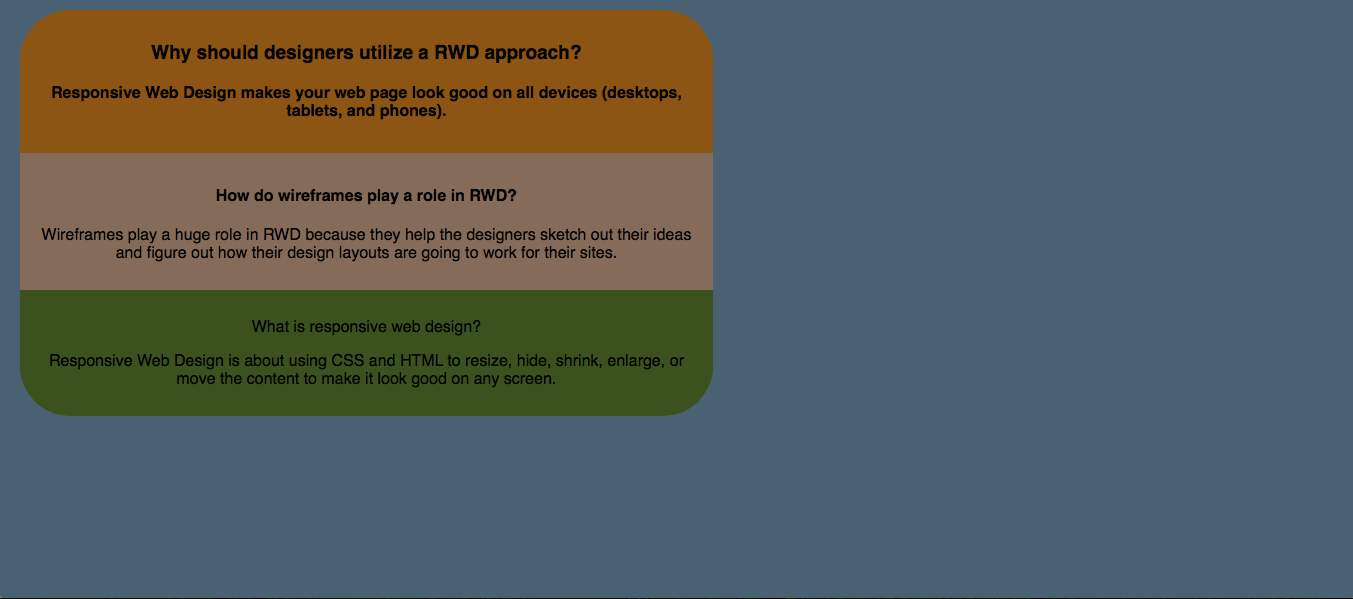 Why should designers utilize a RWD approach?
Responsive Web Design makes your web page look good on all devices (desktops,
tablets, and phones).
How do wireframes play a role in RWD?
Wireframes play a huge role in RWD because they help the designers sketch out their ideas
and figure out how their design layouts are going to work for their sites.
What is responsive web design?
Responsive Web Design is about using CSS and HTML to resize, hide, shrink, enlarge, or
move the content to make it look good on any screen.